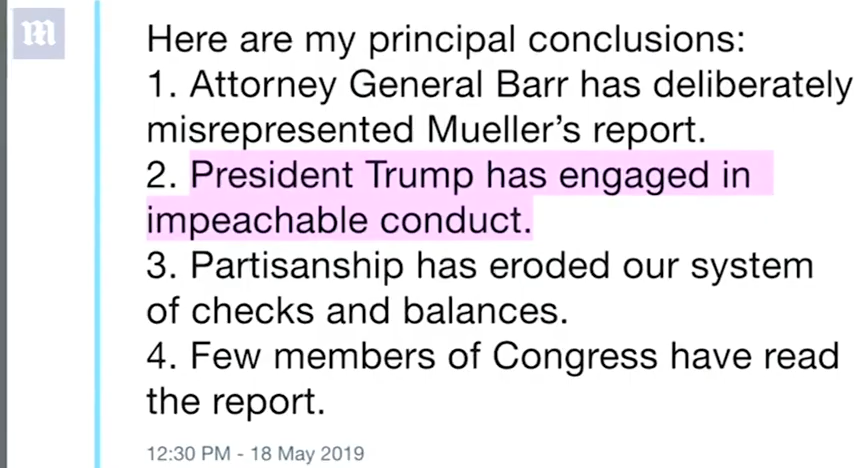 m
Here are my principal conclusions:
1. Attorney General Barr has deliberately
misrepresented Mueller’s report.
2. President Trump has engaged in
impeachable conduct.
3. Partisanship has eroded our system
of checks and balances.
4. Few members of Congress have read
the report.
12:30 PM - 18 May 2019